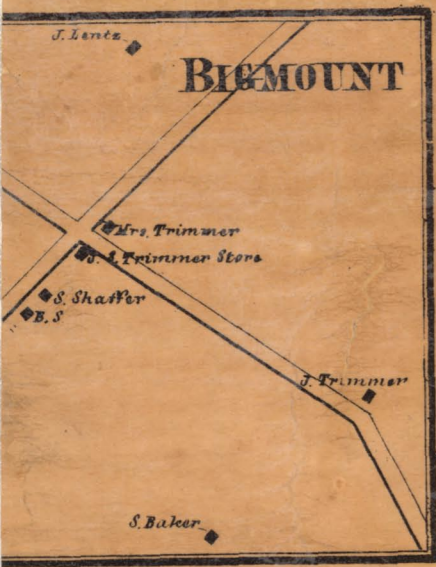 J. Lentz
BIGMOUNT
Mrs. Trimmer
J. L. Trimmer Store
S. Shaffer
B. S
J. Trimmer
S. Baker